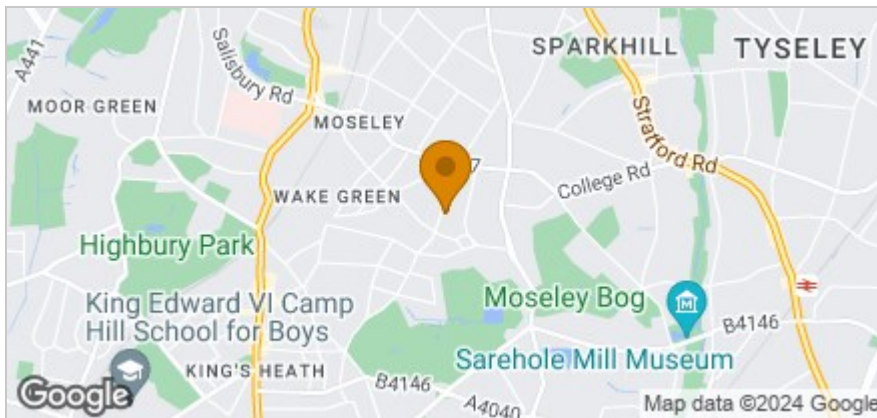 A441
Salisbury Rd
SPARKHILL
TYSELEY
MOOR GREEN
MOSELEY
Stratford Rd
College Rd
WAKE GREEN
Highbury Park
Moseley Bog
King Edward VI Camp
Hill School for Boys
B4146
Sarehole Mill Museum
KING'S HEATH
B4146
A4040
Google
Map data ©2024 Google